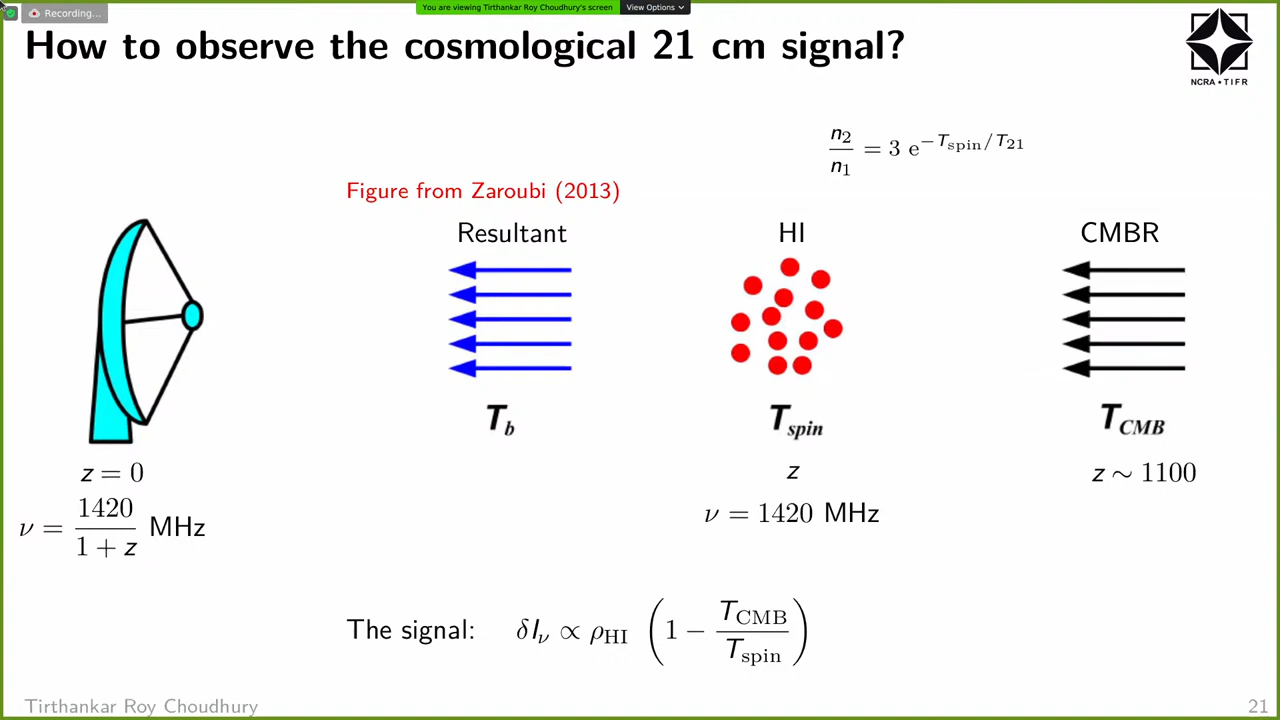 Recording...
You are viewing Tirthankar Roy Choudhury's screen View Options
How to observe the cosmological 21 cm signal?
NCRA • TIFR
n₂/n₁ = 3 e^(−T_spin/T₂₁)
Figure from Zaroubi (2013)
Resultant HI CMBR
T_b T_spin T_CMB
z = 0 z z ∼ 1100
ν = 1420/(1 + z) MHz ν = 1420 MHz
The signal: δI_ν ∝ ρ_HI (1 − T_CMB/T_spin)
Tirthankar Roy Choudhury 21